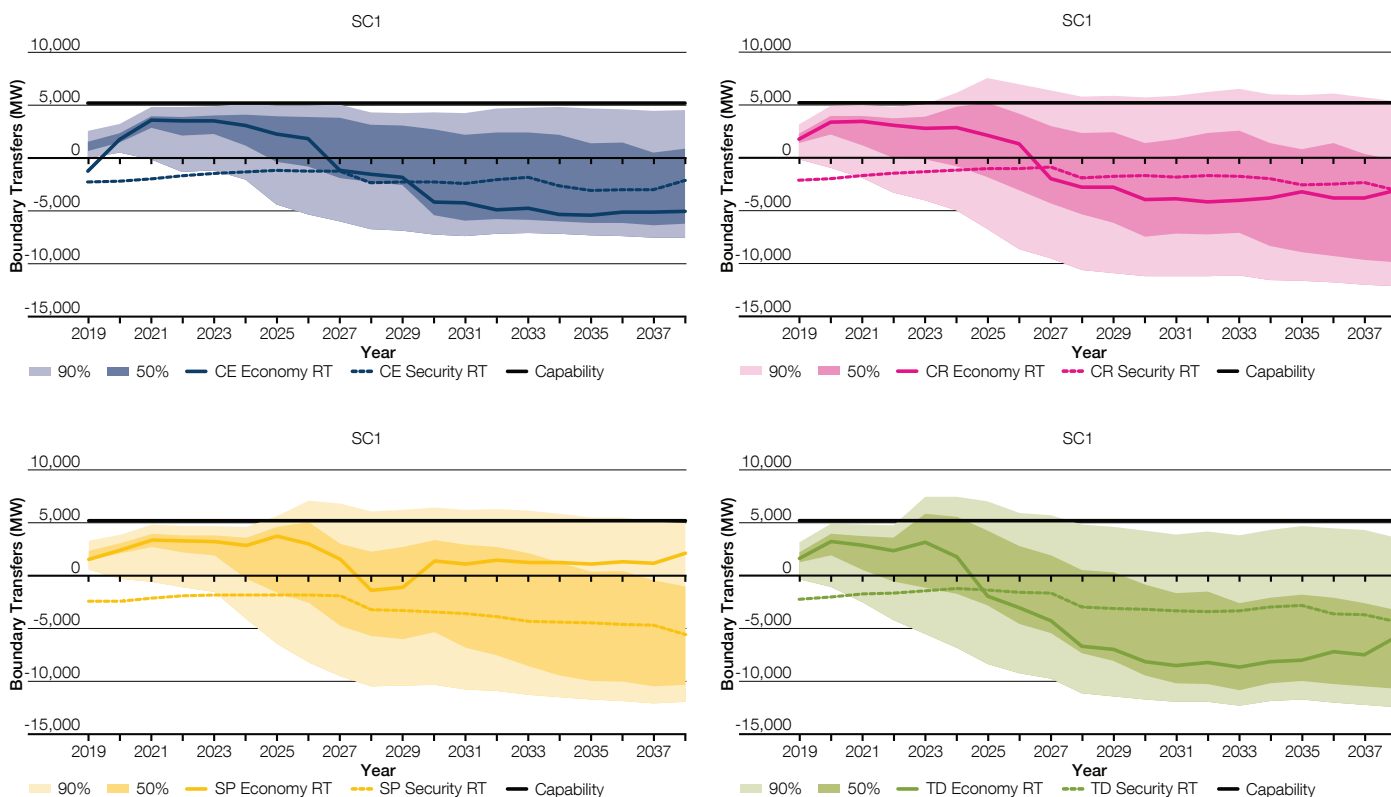 SC1
10,000
5,000
0
-5,000
-10,000
-15,000
Boundary Transfers (MW)
2019 2021 2023 2025 2027 2029 2031 2033 2035 2037
Year
90% 50% CE Economy RT CE Security RT Capability
SC1
10,000
5,000
0
-5,000
-10,000
-15,000
Boundary Transfers (MW)
2019 2021 2023 2025 2027 2029 2031 2033 2035 2037
Year
90% 50% CR Economy RT CR Security RT Capability
SC1
10,000
5,000
0
-5,000
-10,000
-15,000
Boundary Transfers (MW)
2019 2021 2023 2025 2027 2029 2031 2033 2035 2037
Year
90% 50% SP Economy RT SP Security RT Capability
SC1
10,000
5,000
0
-5,000
-10,000
-15,000
Boundary Transfers (MW)
2019 2021 2023 2025 2027 2029 2031 2033 2035 2037
Year
90% 50% TD Economy RT TD Security RT Capability